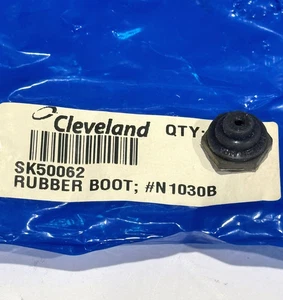 Cleveland QTY:
SK50062
RUBBER BOOT; #N1030B